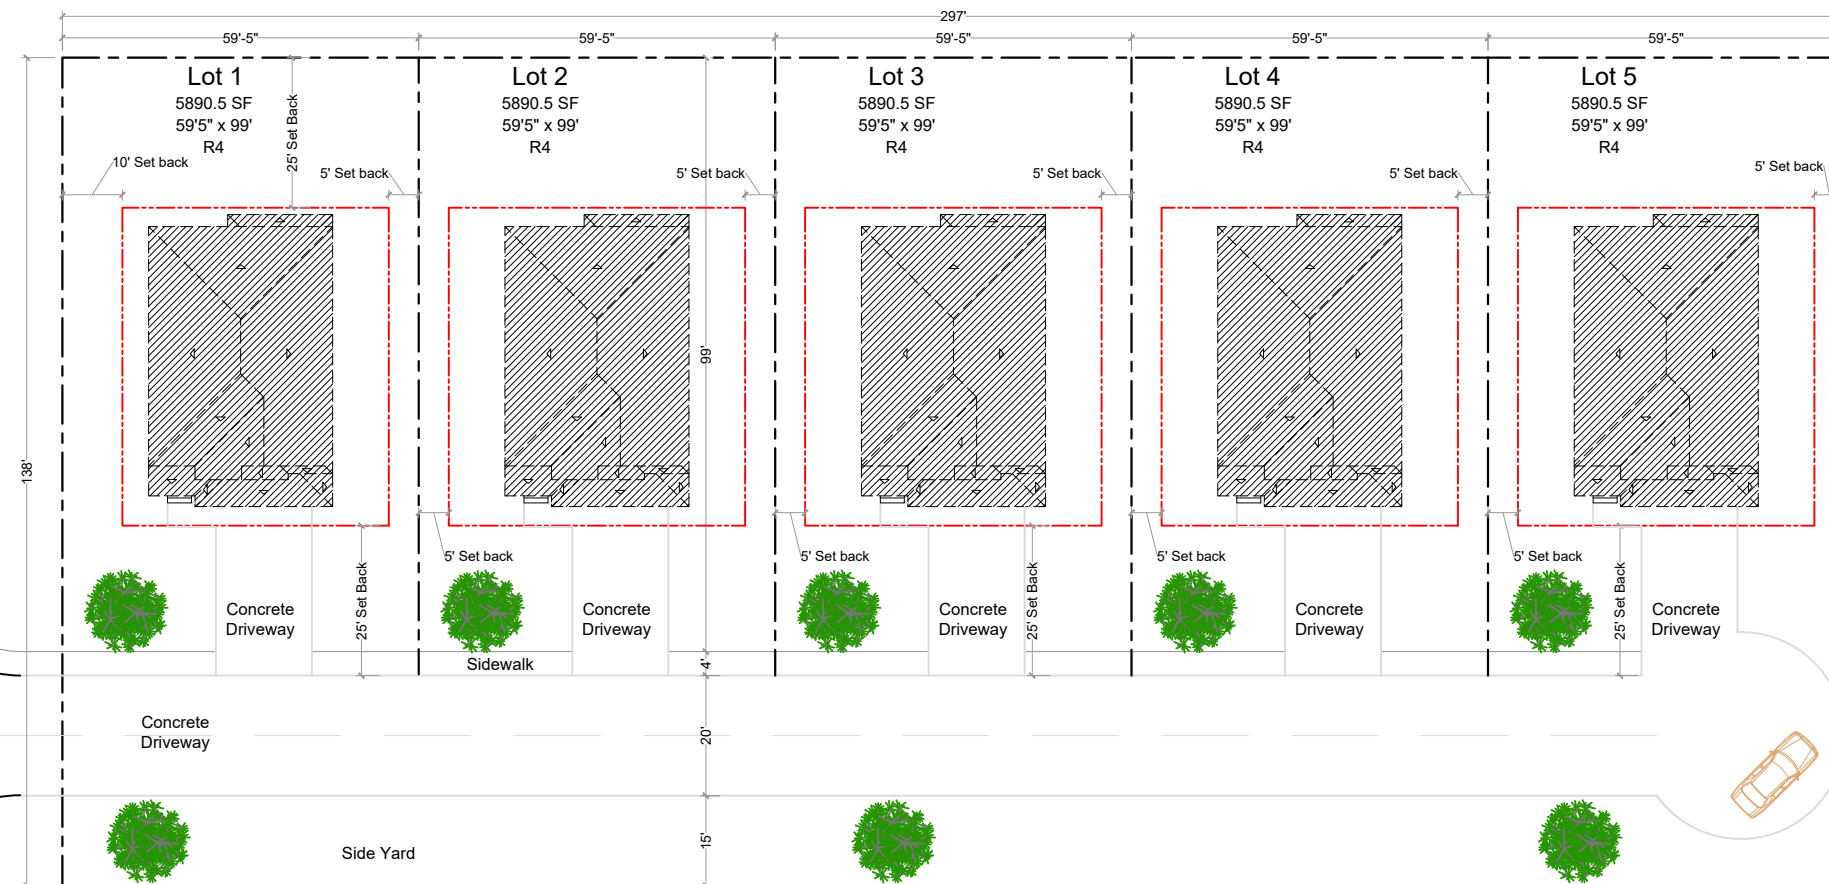 297'
59'-5"
59'-5"
59'-5"
59'-5"
59'-5"
Lot 1
5890.5 SF
59'5" x 99'
R4
Lot 2
5890.5 SF
59'5" x 99'
R4
Lot 3
5890.5 SF
59'5" x 99'
R4
Lot 4
5890.5 SF
59'5" x 99'
R4
Lot 5
5890.5 SF
59'5" x 99'
R4
25' Set Back
10' Set back
5' Set back
5' Set back
5' Set back
5' Set back
5' Set back
99'
138'
5' Set back
5' Set back
5' Set back
5' Set back
25' Set Back
25' Set Back
25' Set Back
Concrete
Driveway
Concrete
Driveway
Concrete
Driveway
Concrete
Driveway
Concrete
Driveway
Sidewalk
4'
Concrete
Driveway
20'
15'
Side Yard